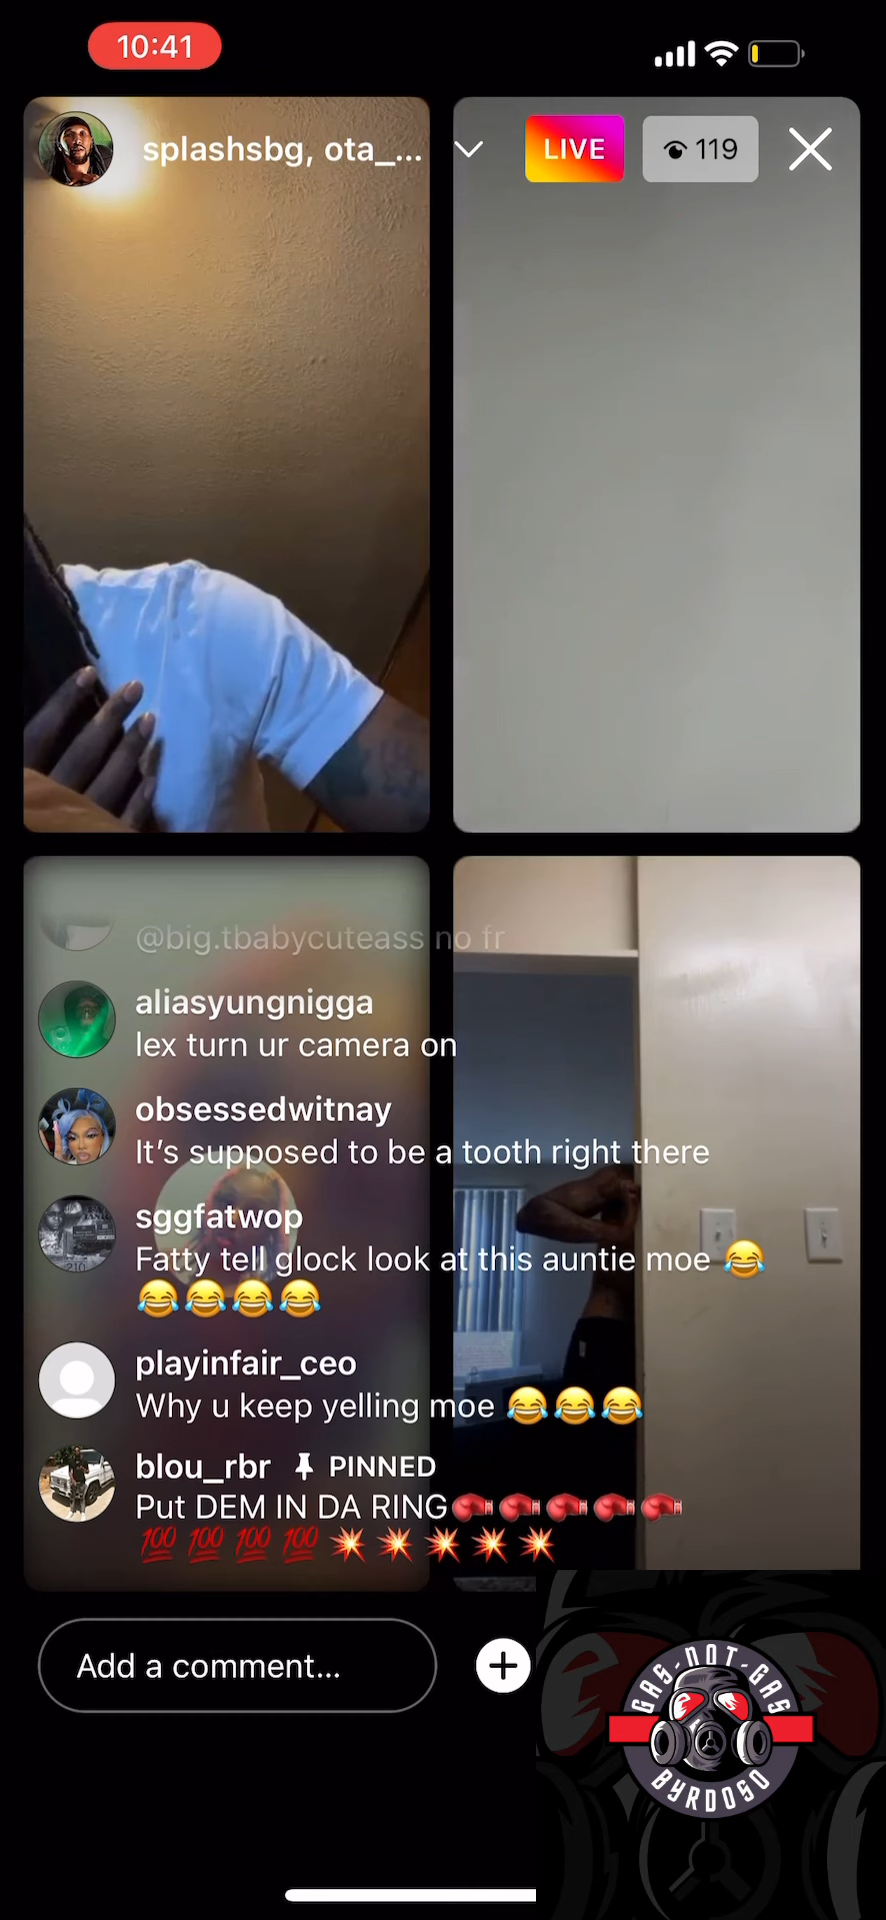 10:41
splashsbg, ota_...
LIVE
119
@big.tbabycuteass no fr
aliasyungnigga
lex turn ur camera on
obsessedwitnay
It’s supposed to be a tooth right there
sggfatwop
Fatty tell glock look at this auntie moe 😂
😂😂😂😂
playinfair_ceo
Why u keep yelling moe 😂😂😂
blou_rbr PINNED
Put DEM IN DA RING🥊🥊🥊🥊🥊
💯💯💯💯💥💥💥💥💥
Add a comment...
GAS-NOT-GAS
BYRDOSO